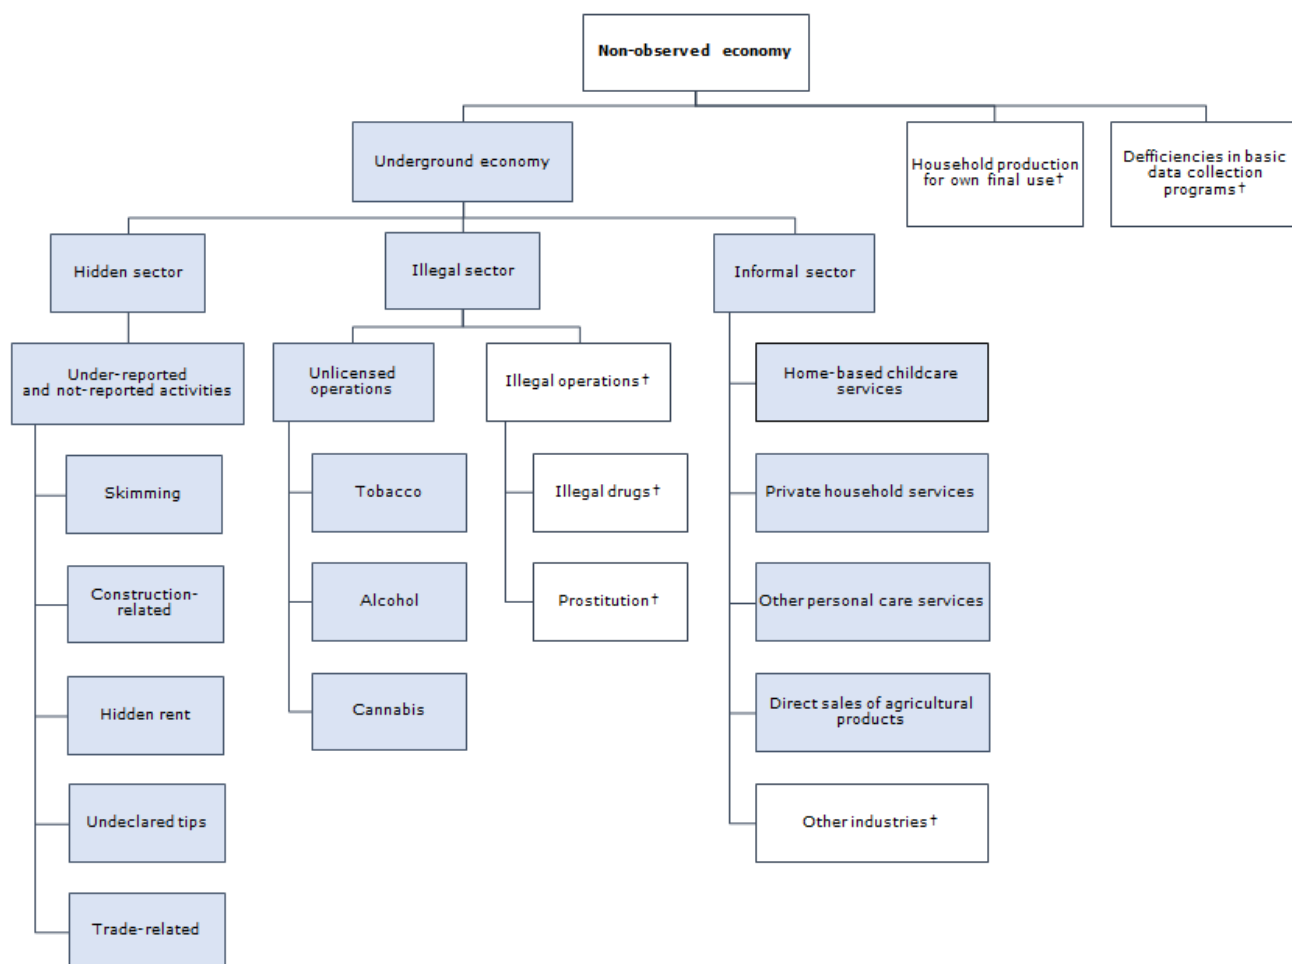 Non-observed economy
Underground economy
Household production
for own final use†
Defficiencies in basic
data collection
programs†
Hidden sector
Illegal sector
Informal sector
Under-reported
and not-reported activities
Unlicensed
operations
Illegal operations†
Home-based childcare
services
Skimming
Tobacco
Illegal drugs†
Private household services
Construction-
related
Alcohol
Prostitution†
Other personal care services
Hidden rent
Cannabis
Direct sales of agricultural
products
Undeclared tips
Other industries†
Trade-related